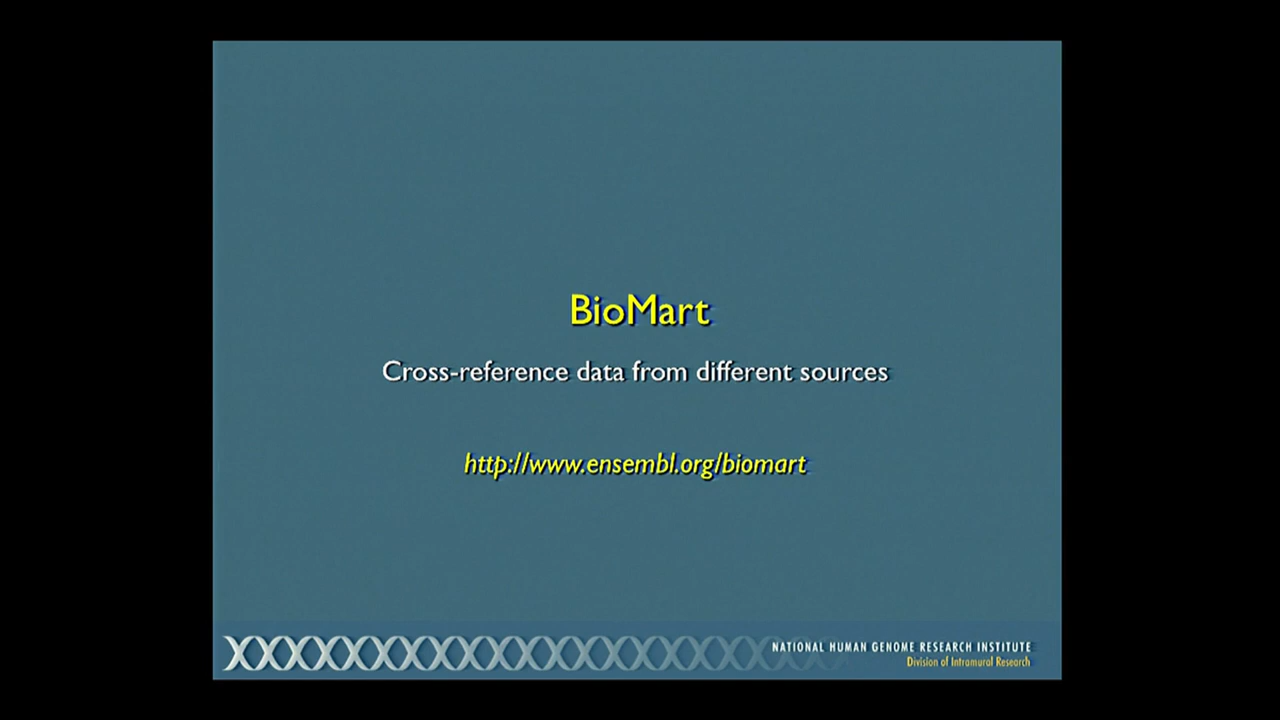 BioMart
Cross-reference data from different sources
http://www.ensembl.org/biomart
NATIONAL HUMAN GENOME RESEARCH INSTITUTE
Division of Intramural Research